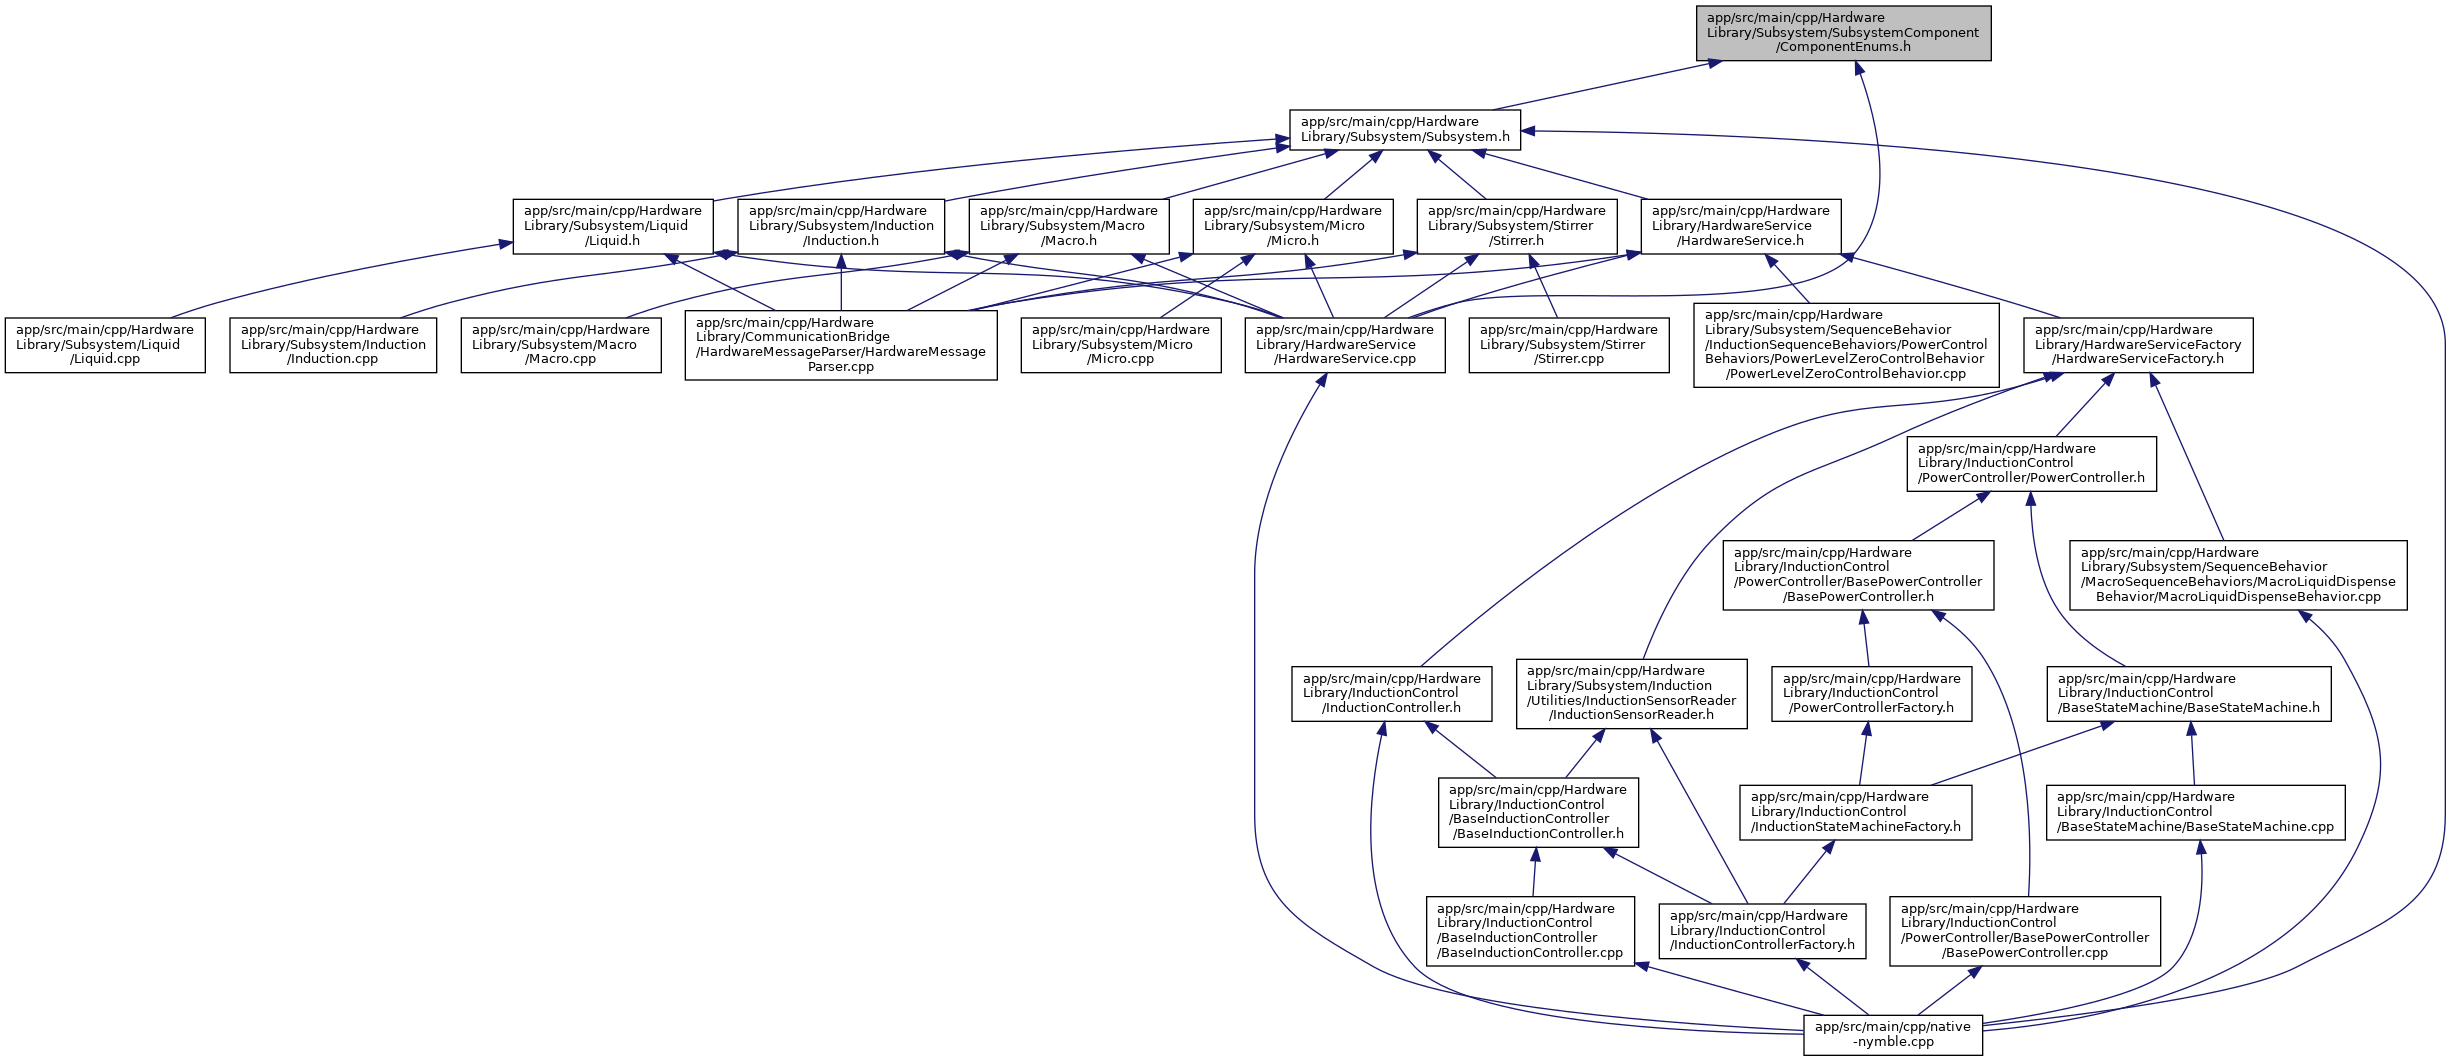 app/src/main/cpp/Hardware
Library/Subsystem/SubsystemComponent
/ComponentEnums.h
app/src/main/cpp/Hardware
Library/Subsystem/Subsystem.h
app/src/main/cpp/Hardware
Library/Subsystem/Liquid
/Liquid.h
app/src/main/cpp/Hardware
Library/Subsystem/Induction
/Induction.h
app/src/main/cpp/Hardware
Library/Subsystem/Macro
/Macro.h
app/src/main/cpp/Hardware
Library/Subsystem/Micro
/Micro.h
app/src/main/cpp/Hardware
Library/Subsystem/Stirrer
/Stirrer.h
app/src/main/cpp/Hardware
Library/HardwareService
/HardwareService.h
app/src/main/cpp/Hardware
Library/Subsystem/Liquid
/Liquid.cpp
app/src/main/cpp/Hardware
Library/Subsystem/Induction
/Induction.cpp
app/src/main/cpp/Hardware
Library/Subsystem/Macro
/Macro.cpp
app/src/main/cpp/Hardware
Library/CommunicationBridge
/HardwareMessageParser/HardwareMessage
Parser.cpp
app/src/main/cpp/Hardware
Library/Subsystem/Micro
/Micro.cpp
app/src/main/cpp/Hardware
Library/HardwareService
/HardwareService.cpp
app/src/main/cpp/Hardware
Library/Subsystem/Stirrer
/Stirrer.cpp
app/src/main/cpp/Hardware
Library/Subsystem/SequenceBehavior
/InductionSequenceBehaviors/PowerControl
Behaviors/PowerLevelZeroControlBehavior
/PowerLevelZeroControlBehavior.cpp
app/src/main/cpp/Hardware
Library/HardwareServiceFactory
/HardwareServiceFactory.h
app/src/main/cpp/Hardware
Library/InductionControl
/PowerController/PowerController.h
app/src/main/cpp/Hardware
Library/InductionControl
/PowerController/BasePowerController
/BasePowerController.h
app/src/main/cpp/Hardware
Library/Subsystem/SequenceBehavior
/MacroSequenceBehaviors/MacroLiquidDispense
Behavior/MacroLiquidDispenseBehavior.cpp
app/src/main/cpp/Hardware
Library/InductionControl
/InductionController.h
app/src/main/cpp/Hardware
Library/Subsystem/Induction
/Utilities/InductionSensorReader
/InductionSensorReader.h
app/src/main/cpp/Hardware
Library/InductionControl
/PowerControllerFactory.h
app/src/main/cpp/Hardware
Library/InductionControl
/BaseStateMachine/BaseStateMachine.h
app/src/main/cpp/Hardware
Library/InductionControl
/BaseInductionController
/BaseInductionController.h
app/src/main/cpp/Hardware
Library/InductionControl
/InductionStateMachineFactory.h
app/src/main/cpp/Hardware
Library/InductionControl
/BaseStateMachine/BaseStateMachine.cpp
app/src/main/cpp/Hardware
Library/InductionControl
/BaseInductionController
/BaseInductionController.cpp
app/src/main/cpp/Hardware
Library/InductionControl
/InductionControllerFactory.h
app/src/main/cpp/Hardware
Library/InductionControl
/PowerController/BasePowerController
/BasePowerController.cpp
app/src/main/cpp/native
-nymble.cpp